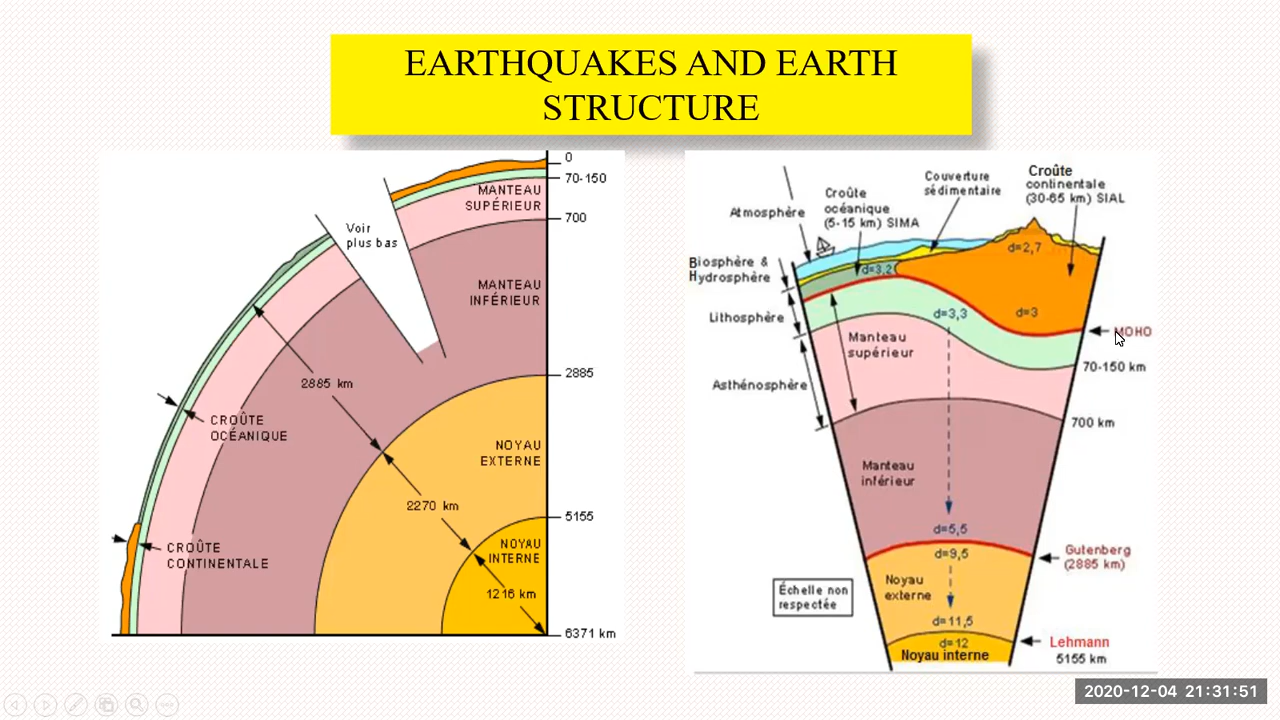 EARTHQUAKES AND EARTH
STRUCTURE
0
70-150
MANTEAU
SUPÉRIEUR
700
Voir
plus bas
MANTEAU
INFÉRIEUR
2885
2885 km
CROÛTE
OCÉANIQUE
NOYAU
EXTERNE
2270 km
5155
CROÛTE
CONTINENTALE
NOYAU
INTERNE
1216 km
6371 km
Atmosphère
Croûte
océanique
(5-15 km) SIMA
Couverture
sédimentaire
Croûte
continentale
(30-65 km) SIAL
Biosphère &
Hydrosphère
d=3,2
d=2,7
Lithosphère
d=3,3
d=3
MOHO
Manteau
supérieur
70-150 km
Asthénosphère
700 km
Manteau
inférieur
d=5,5
d=9,5
Gutenberg
(2885 km)
Échelle non
respectée
Noyau
externe
d=11,5
d=12
Noyau interne
Lehmann
5155 km
2020-12-04 21:31:51